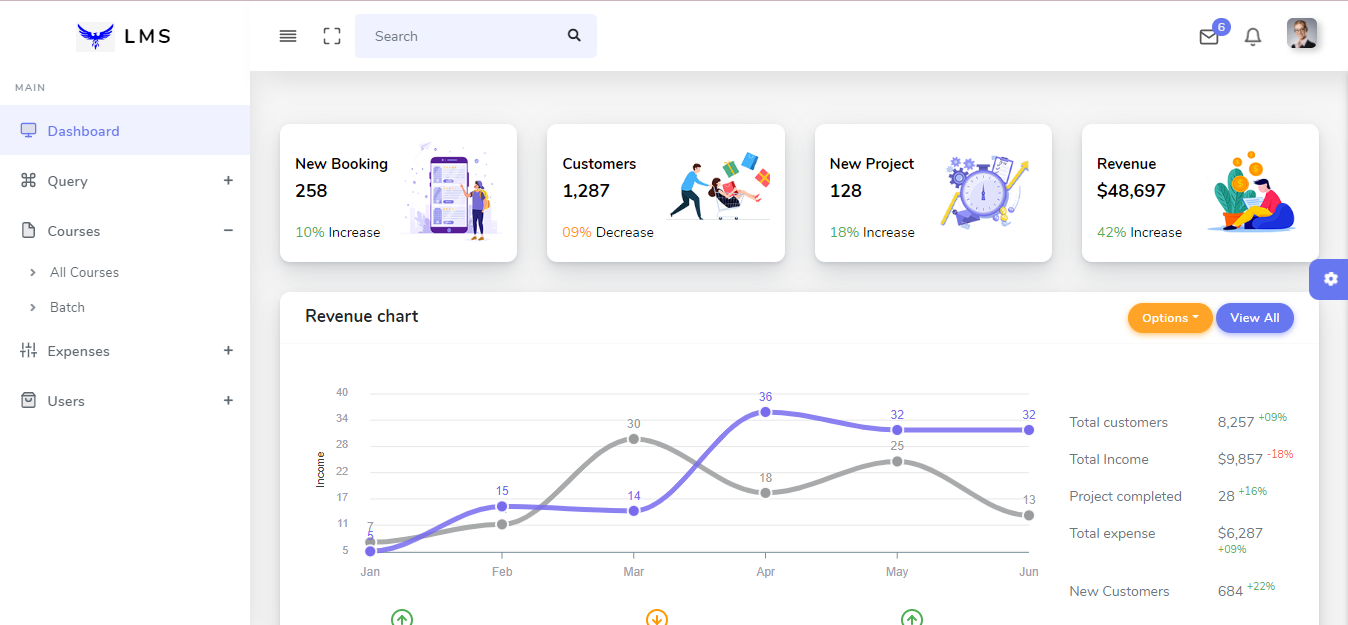 LMS
Search
6
MAIN
Dashboard
Query +
Courses −
All Courses
Batch
Expenses +
Users +
New Booking
258
10% Increase
Customers
1,287
09% Decrease
New Project
128
18% Increase
Revenue
$48,697
42% Increase
Revenue chart
Options
View All
Income
40
34
28
22
17
11
5
7
5
15
30
14
36
18
32
25
32
13
Jan Feb Mar Apr May Jun
Total customers 8,257 +09%
Total Income $9,857 -18%
Project completed 28 +16%
Total expense $6,287
+09%
New Customers 684 +22%